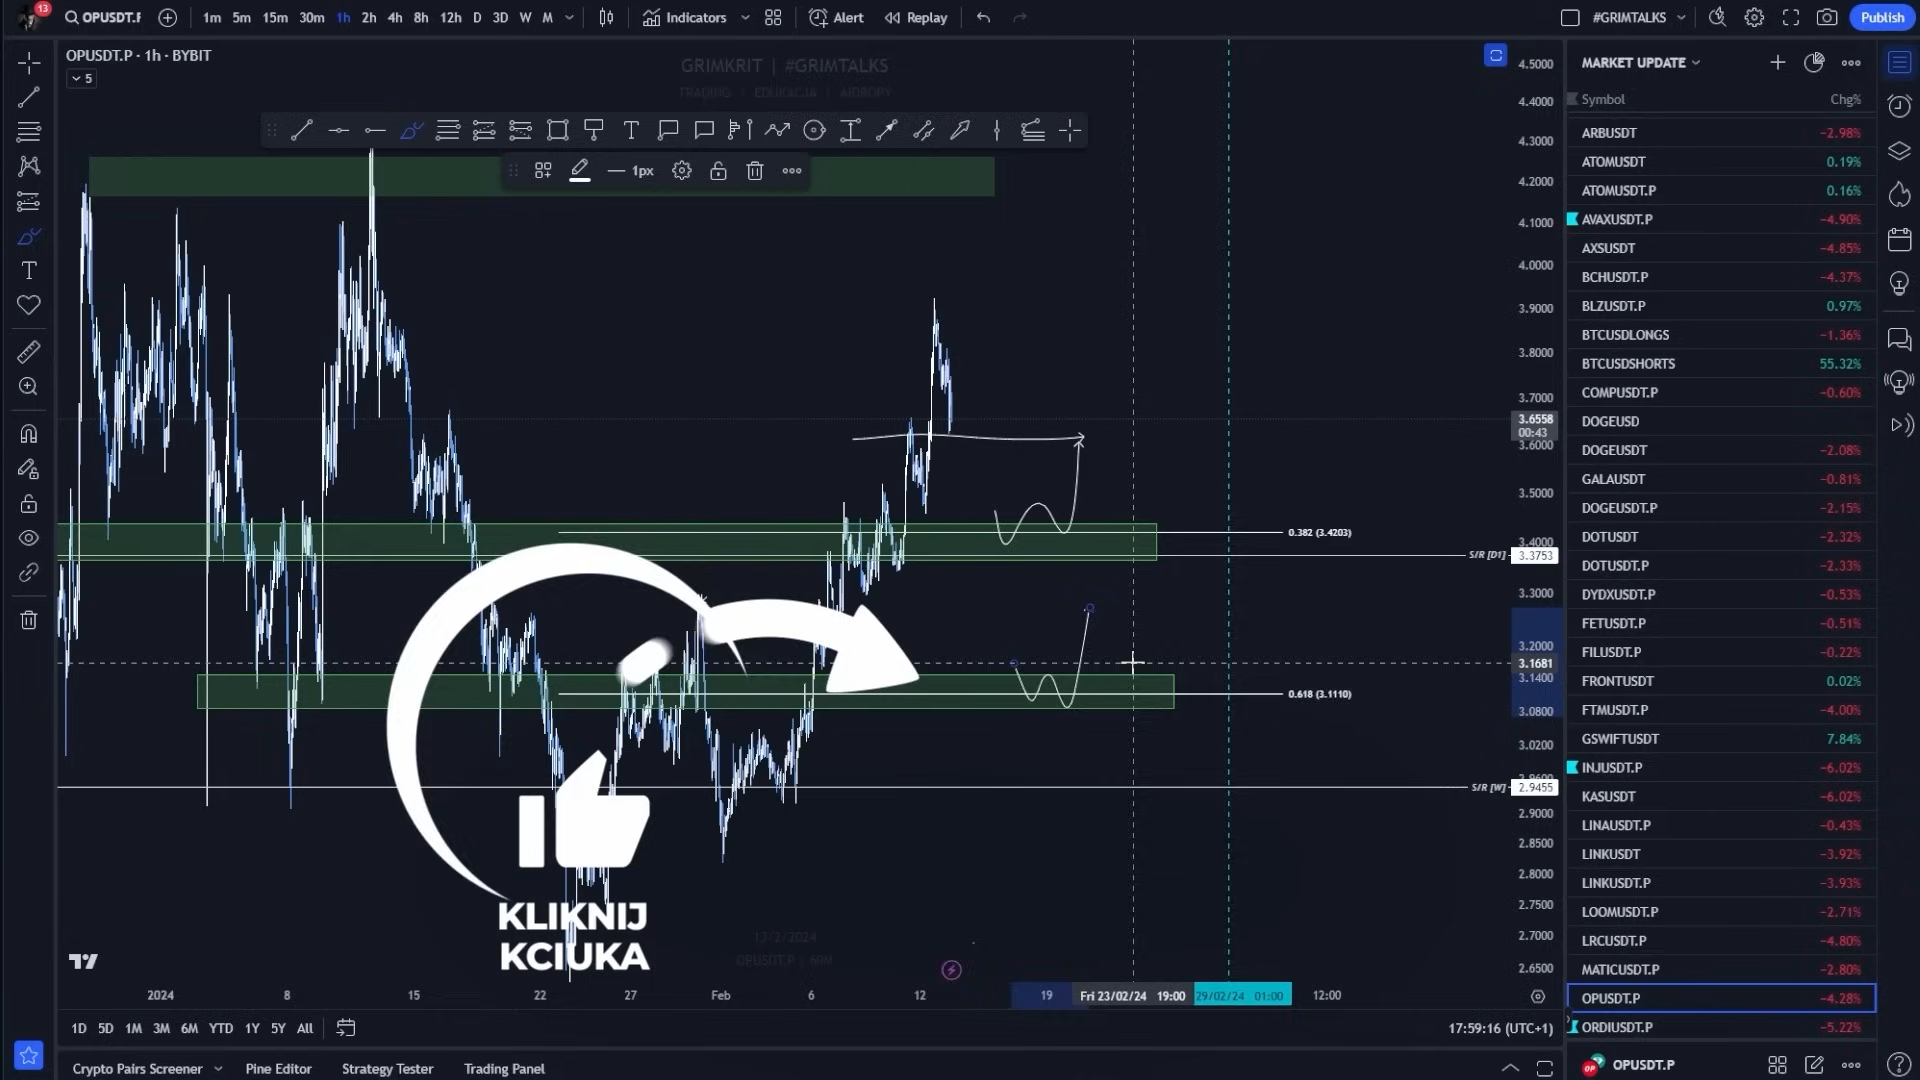 13
OPUSDT.P
1m 5m 15m 30m 1h 2h 4h 8h 12h D 3D W M
Indicators
Alert
Replay
#GRIMTALKS
Publish
OPUSDT.P · 1h · BYBIT
5
GRIMKRIT | #GRIMTALKS
TRADING | EDUKACJA | AIRDROPY
1px
4.5000
4.4000
4.3000
4.2000
4.1000
4.0000
3.9000
3.8000
3.7000
3.6558
00:43
3.6000
3.5000
3.4000
3.3753
3.3000
3.2000
3.1681
3.1400
3.0800
3.0200
2.9455
2.9000
2.8500
2.8000
2.7500
2.7000
2.6500
0.382 (3.4203)
S/R [D1]
0.618 (3.1110)
S/R [W]
KLIKNIJ
KCIUKA
13/2/2024
OPUSDT.P | 60M
2024 8 15 22 27 Feb 6 12 19 Fri 23/02/24 19:00 29/02/24 01:00 12:00
1D 5D 1M 3M 6M YTD 1Y 5Y All
17:59:16 (UTC+1)
Crypto Pairs Screener
Pine Editor
Strategy Tester
Trading Panel
MARKET UPDATE
Symbol Chg%
ARBUSDT −2.98%
ATOMUSDT 0.19%
ATOMUSDT.P 0.16%
AVAXUSDT.P −4.90%
AXSUSDT −4.85%
BCHUSDT.P −4.37%
BLZUSDT.P 0.97%
BTCUSDLONGS −1.36%
BTCUSDSHORTS 55.32%
COMPUSDT.P −0.60%
DOGEUSD
DOGEUSDT −2.08%
GALAUSDT −0.81%
DOGEUSDT.P −2.15%
DOTUSDT −2.32%
DOTUSDT.P −2.33%
DYDXUSDT.P −0.53%
FETUSDT.P −0.51%
FILUSDT.P −0.22%
FRONTUSDT 0.02%
FTMUSDT.P −4.00%
GSWIFTUSDT 7.84%
INJUSDT.P −6.02%
KASUSDT −6.02%
LINAUSDT.P −0.43%
LINKUSDT −3.92%
LINKUSDT.P −3.93%
LOOMUSDT.P −2.71%
LRCUSDT.P −4.80%
MATICUSDT.P −2.80%
OPUSDT.P −4.28%
ORDIUSDT.P −5.22%
OPUSDT.P